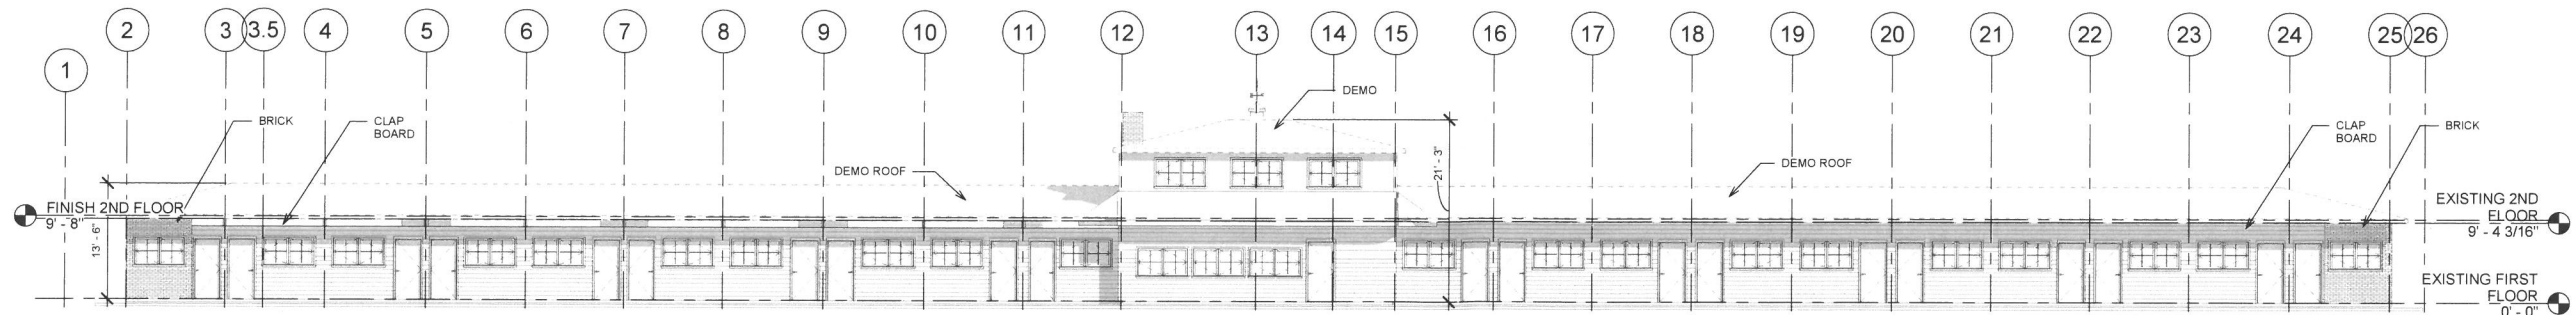 1
2
3
3.5
4
5
6
7
8
9
10
11
12
13
14
15
16
17
18
19
20
21
22
23
24
25
26
BRICK
CLAP
BOARD
DEMO ROOF
DEMO
21' - 3"
DEMO ROOF
CLAP
BOARD
BRICK
FINISH 2ND FLOOR
9' - 8"
13' - 6"
EXISTING 2ND
FLOOR
9' - 4 3/16"
EXISTING FIRST
FLOOR
0' - 0"